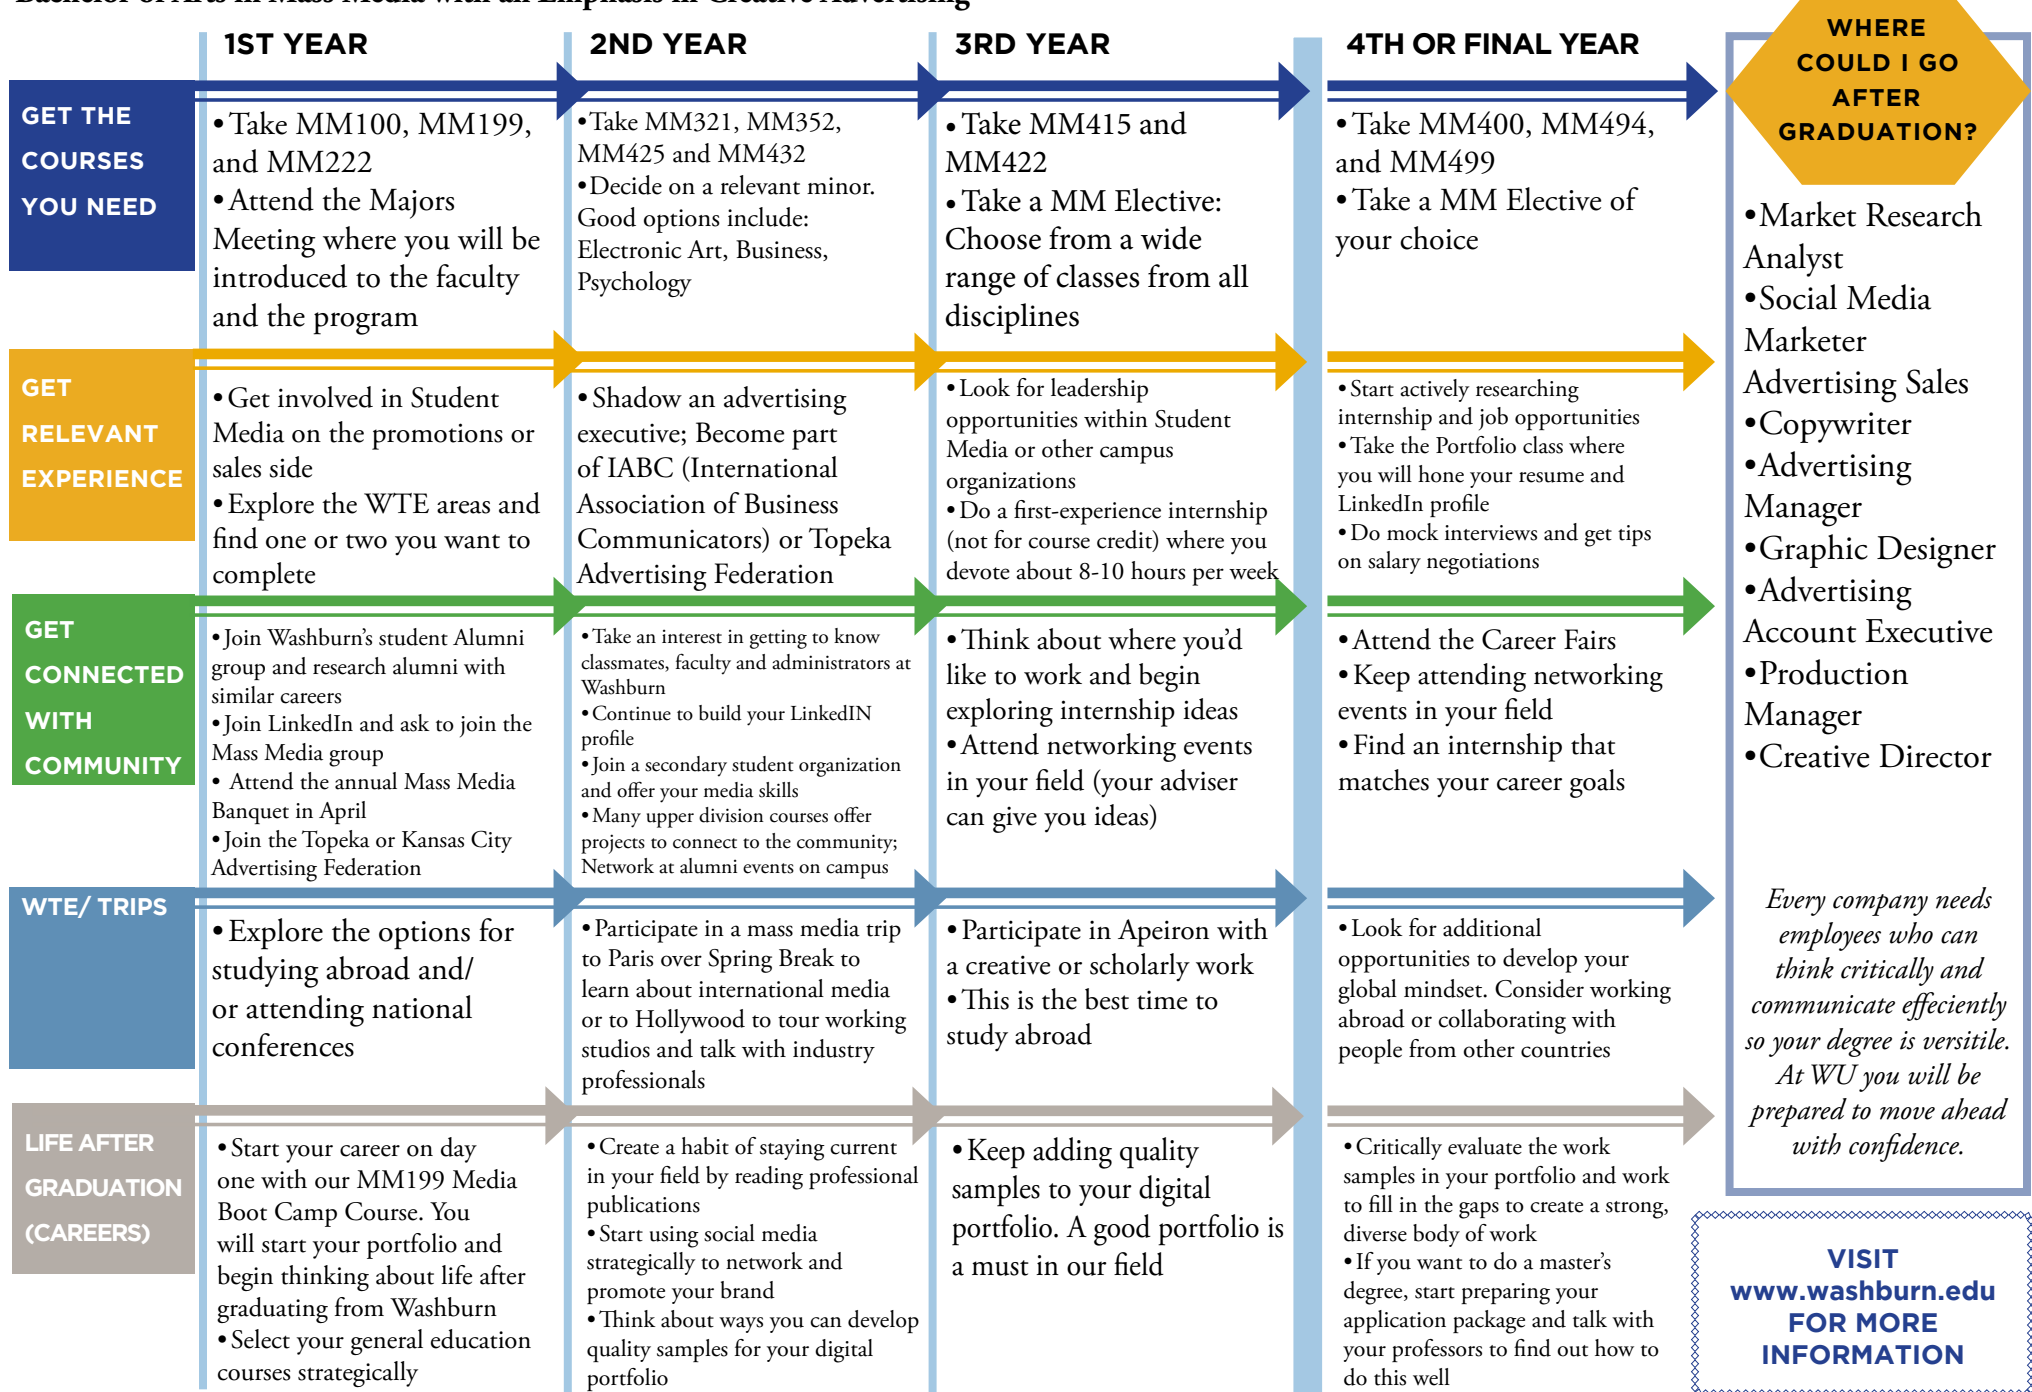 Bachelor of Arts in Mass Media with an Emphasis in Creative Advertising
1ST YEAR
2ND YEAR
3RD YEAR
4TH OR FINAL YEAR
GET THE
COURSES
YOU NEED
•Take MM100, MM199,
and MM222
•Attend the Majors
Meeting where you will be
introduced to the faculty
and the program
•Take MM321, MM352,
MM425 and MM432
•Decide on a relevant minor.
Good options include:
Electronic Art, Business,
Psychology
•Take MM415 and
MM422
•Take a MM Elective:
Choose from a wide
range of classes from all
disciplines
•Take MM400, MM494,
and MM499
•Take a MM Elective of
your choice
GET
RELEVANT
EXPERIENCE
•Get involved in Student
Media on the promotions or
sales side
•Explore the WTE areas and
find one or two you want to
complete
•Shadow an advertising
executive; Become part
of IABC (International
Association of Business
Communicators) or Topeka
Advertising Federation
•Look for leadership
opportunities within Student
Media or other campus
organizations
•Do a first-experience internship
(not for course credit) where you
devote about 8-10 hours per week
•Start actively researching
internship and job opportunities
•Take the Portfolio class where
you will hone your resume and
LinkedIn profile
•Do mock interviews and get tips
on salary negotiations
GET
CONNECTED
WITH
COMMUNITY
•Join Washburn's student Alumni
group and research alumni with
similar careers
•Join LinkedIn and ask to join the
Mass Media group
• Attend the annual Mass Media
Banquet in April
•Join the Topeka or Kansas City
Advertising Federation
•Take an interest in getting to know
classmates, faculty and administrators at
Washburn
•Continue to build your LinkedIN
profile
•Join a secondary student organization
and offer your media skills
•Many upper division courses offer
projects to connect to the community;
Network at alumni events on campus
•Think about where you'd
like to work and begin
exploring internship ideas
•Attend networking events
in your field (your adviser
can give you ideas)
•Attend the Career Fairs
•Keep attending networking
events in your field
•Find an internship that
matches your career goals
WTE/ TRIPS
•Explore the options for
studying abroad and/
or attending national
conferences
•Participate in a mass media trip
to Paris over Spring Break to
learn about international media
or to Hollywood to tour working
studios and talk with industry
professionals
•Participate in Apeiron with
a creative or scholarly work
•This is the best time to
study abroad
•Look for additional
opportunities to develop your
global mindset. Consider working
abroad or collaborating with
people from other countries
LIFE AFTER
GRADUATION
(CAREERS)
•Start your career on day
one with our MM199 Media
Boot Camp Course. You
will start your portfolio and
begin thinking about life after
graduating from Washburn
•Select your general education
courses strategically
•Create a habit of staying current
in your field by reading professional
publications
•Start using social media
strategically to network and
promote your brand
•Think about ways you can develop
quality samples for your digital
portfolio
•Keep adding quality
samples to your digital
portfolio. A good portfolio is
a must in our field
•Critically evaluate the work
samples in your portfolio and work
to fill in the gaps to create a strong,
diverse body of work
•If you want to do a master's
degree, start preparing your
application package and talk with
your professors to find out how to
do this well
WHERE
COULD I GO
AFTER
GRADUATION?
•Market Research
Analyst
•Social Media
Marketer
Advertising Sales
•Copywriter
•Advertising
Manager
•Graphic Designer
•Advertising
Account Executive
•Production
Manager
•Creative Director
Every company needs
employees who can
think critically and
communicate effeciently
so your degree is versitile.
At WU you will be
prepared to move ahead
with confidence.
VISIT
www.washburn.edu
FOR MORE
INFORMATION